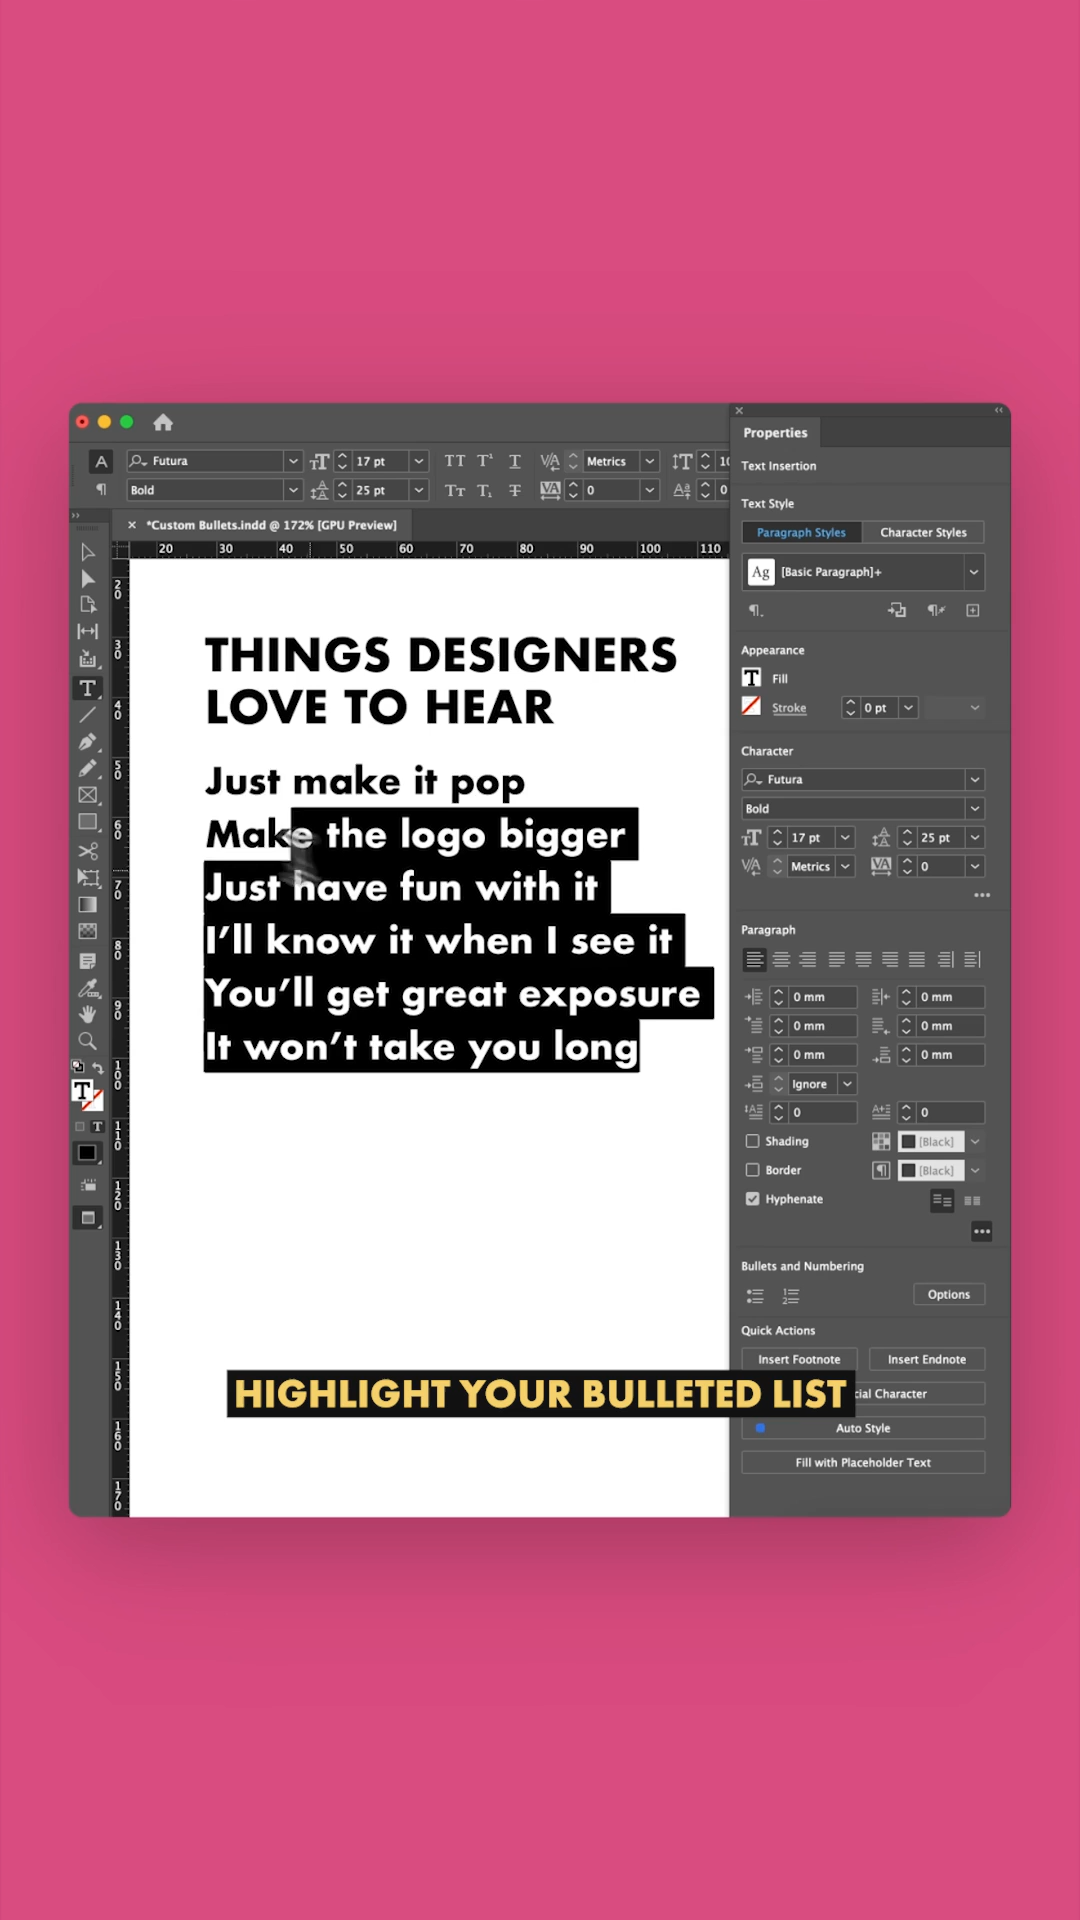 Futura
17 pt
Metrics
Bold
25 pt
0
*Custom Bullets.indd @ 172% [GPU Preview]
20 30 40 50 60 70 80 90 100 110
THINGS DESIGNERS
LOVE TO HEAR
Just make it pop
Make the logo bigger
Just have fun with it
I’ll know it when I see it
You’ll get great exposure
It won’t take you long
HIGHLIGHT YOUR BULLETED LIST
Properties
Text Insertion
Text Style
Paragraph Styles
Character Styles
Ag [Basic Paragraph]+
Appearance
Fill
Stroke
0 pt
Character
Futura
Bold
17 pt
25 pt
Metrics
0
Paragraph
0 mm
0 mm
0 mm
0 mm
0 mm
0 mm
Ignore
0
0
Shading
[Black]
Border
[Black]
Hyphenate
Bullets and Numbering
Options
Quick Actions
Insert Footnote
Insert Endnote
cial Character
Auto Style
Fill with Placeholder Text